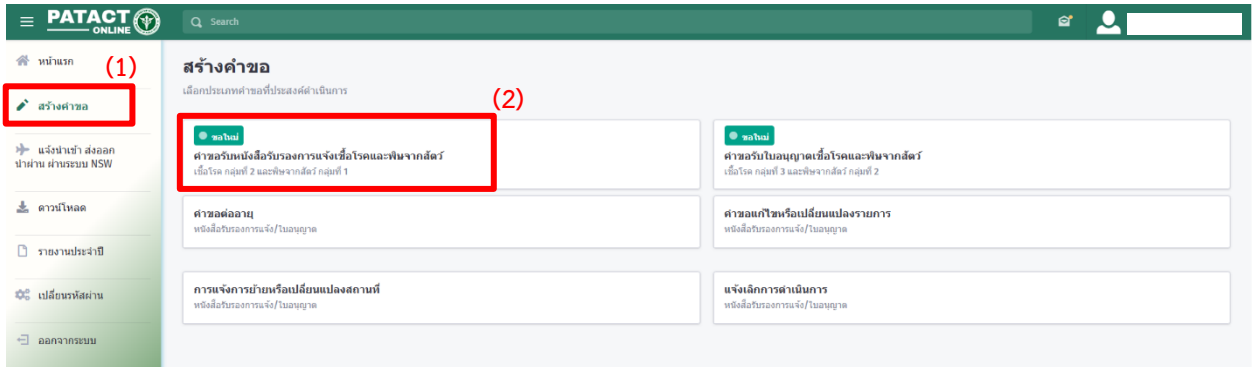 PATACT
ONLINE
Search
หน้าแรก
(1)
สร้างคำขอ
แจ้งนำเข้า ส่งออก
นำผ่าน ผ่านระบบ NSW
ดาวน์โหลด
รายงานประจำปี
เปลี่ยนรหัสผ่าน
ออกจากระบบ
สร้างคำขอ
เลือกประเภทคำขอที่ประสงค์ดำเนินการ
(2)
ขอใหม่
คำขอรับหนังสือรับรองการแจ้งเชื้อโรคและพิษจากสัตว์
เชื้อโรค กลุ่มที่ 2 และพิษจากสัตว์ กลุ่มที่ 1
ขอใหม่
คำขอรับใบอนุญาตเชื้อโรคและพิษจากสัตว์
เชื้อโรค กลุ่มที่ 3 และพิษจากสัตว์ กลุ่มที่ 2
คำขอต่ออายุ
หนังสือรับรองการแจ้ง/ใบอนุญาต
คำขอแก้ไขหรือเปลี่ยนแปลงรายการ
หนังสือรับรองการแจ้ง/ใบอนุญาต
การแจ้งการย้ายหรือเปลี่ยนแปลงสถานที่
หนังสือรับรองการแจ้ง/ใบอนุญาต
แจ้งเลิกการดำเนินการ
หนังสือรับรองการแจ้ง/ใบอนุญาต